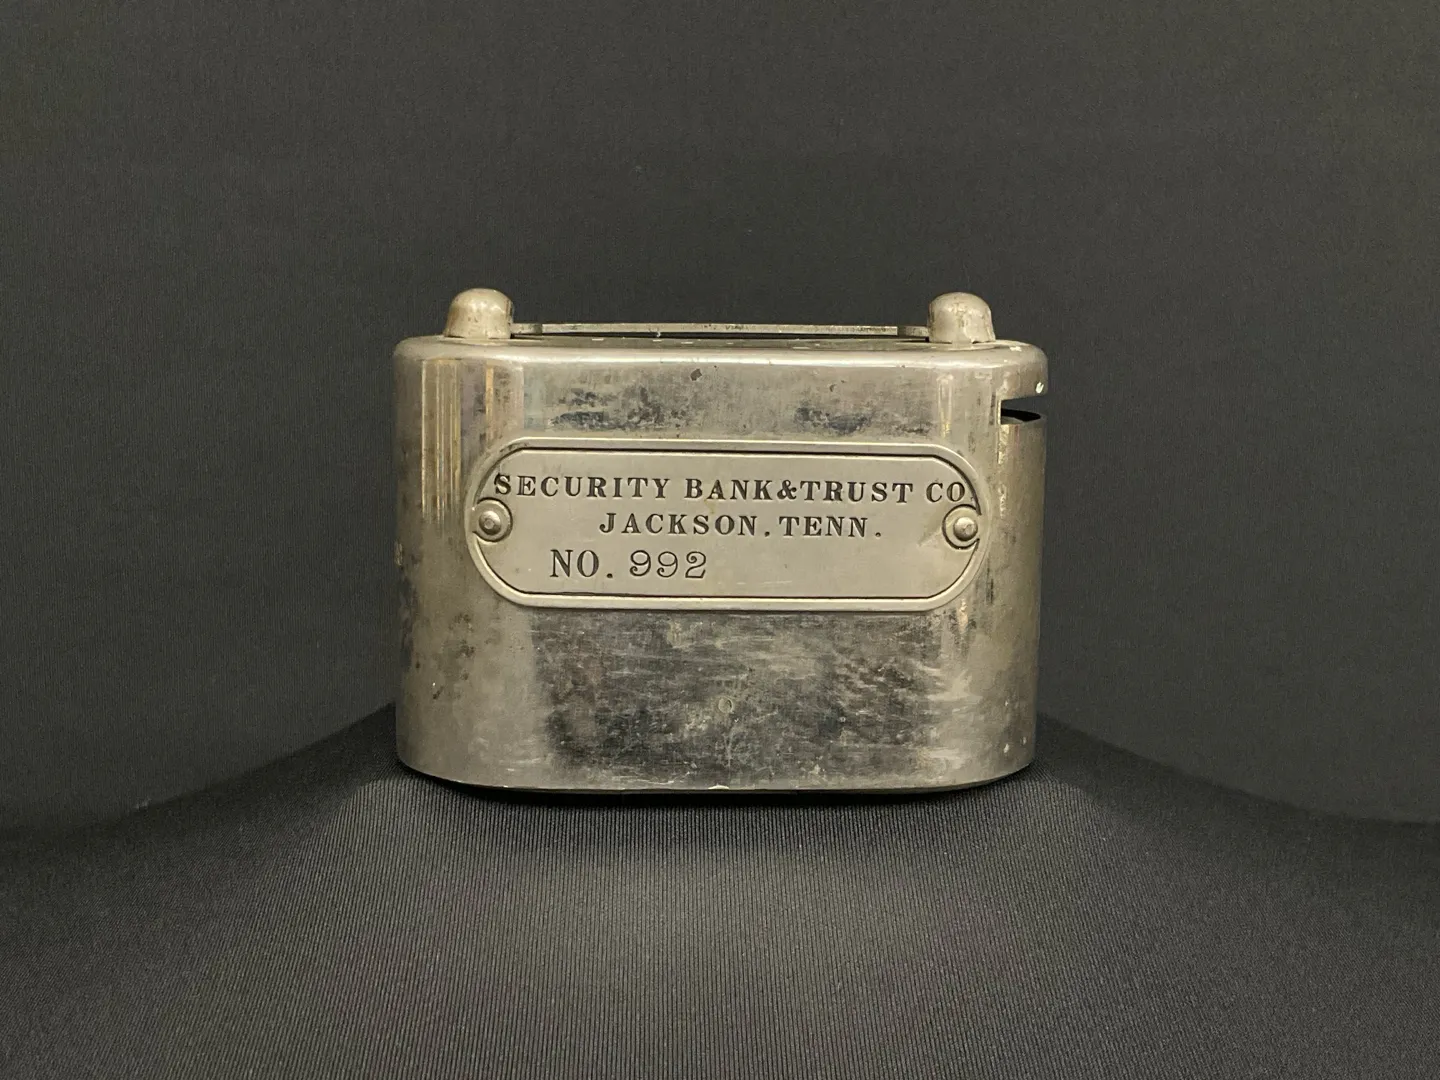 SECURITY BANK&TRUST CO.
JACKSON. TENN.
NO. 992